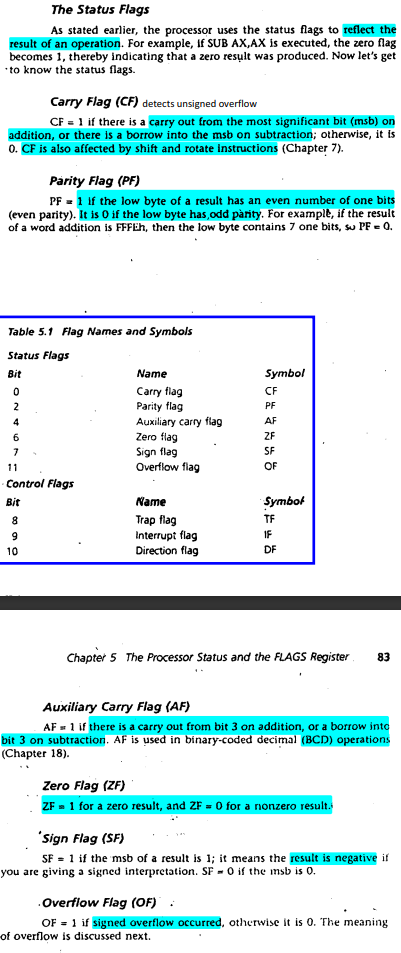 The Status Flags
As stated earlier, the processor uses the status flags to reflect the
result of an operation. For example, if SUB AX,AX is executed, the zero flag
becomes 1, thereby indicating that a zero result was produced. Now let's get
to know the status flags.
Carry Flag (CF) detects unsigned overflow
CF = 1 if there is a carry out from the most significant bit (msb) on
addition, or there is a borrow into the msb on subtraction; otherwise, it is
0. CF is also affected by shift and rotate instructions (Chapter 7).
Parity Flag (PF)
PF = 1 if the low byte of a result has an even number of one bits
(even parity). It is 0 if the low byte has odd parity. For example, if the result
of a word addition is FFFEh, then the low byte contains 7 one bits, so PF = 0.
Table 5.1 Flag Names and Symbols
Status Flags
Bit Name Symbol
0 Carry flag CF
2 Parity flag PF
4 Auxiliary carry flag AF
6 Zero flag ZF
7 Sign flag SF
11 Overflow flag OF
Control Flags
Bit Name Symbol
8 Trap flag TF
9 Interrupt flag IF
10 Direction flag DF
Chapter 5 The Processor Status and the FLAGS Register 83
Auxiliary Carry Flag (AF)
AF = 1 if there is a carry out from bit 3 on addition, or a borrow into
bit 3 on subtraction. AF is used in binary-coded decimal (BCD) operations
(Chapter 18).
Zero Flag (ZF)
ZF = 1 for a zero result, and ZF = 0 for a nonzero result.
Sign Flag (SF)
SF = 1 if the msb of a result is 1; it means the result is negative if
you are giving a signed interpretation. SF = 0 if the msb is 0.
Overflow Flag (OF)
OF = 1 if signed overflow occurred, otherwise it is 0. The meaning
of overflow is discussed next.